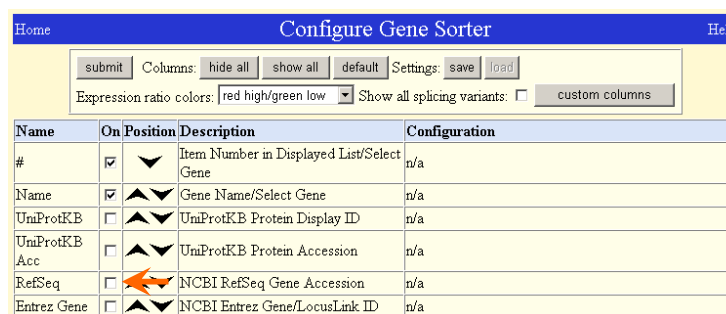 Home Configure Gene Sorter He
submit Columns: hide all show all default Settings: save load
Expression ratio colors: red high/green low Show all splicing variants: custom columns
Name On Position Description Configuration
# Item Number in Displayed List/Select Gene n/a
Name Gene Name/Select Gene n/a
UniProtKB UniProtKB Protein Display ID n/a
UniProtKB Acc UniProtKB Protein Accession n/a
RefSeq NCBI RefSeq Gene Accession n/a
Entrez Gene NCBI Entrez Gene/LocusLink ID n/a